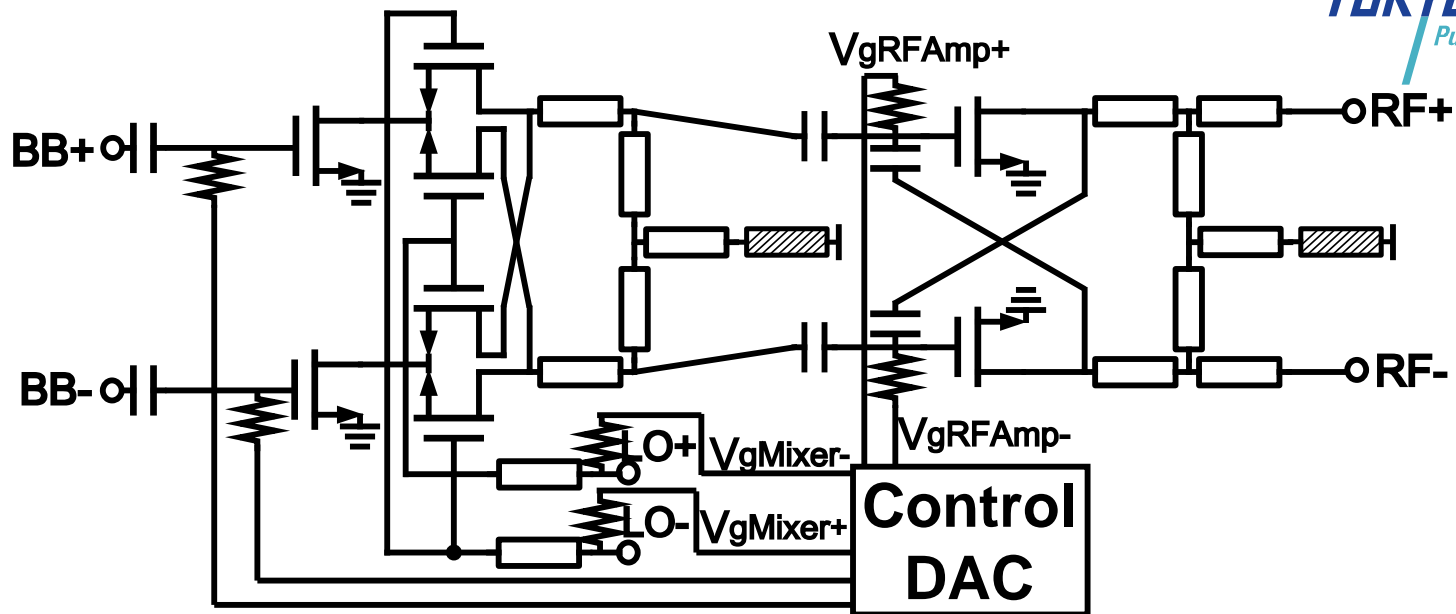 VgRFAmp+
RF+
BB+
BB-
RF-
VgRFAmp-
LO+
VgMixer-
LO-
VgMixer+
Control
DAC